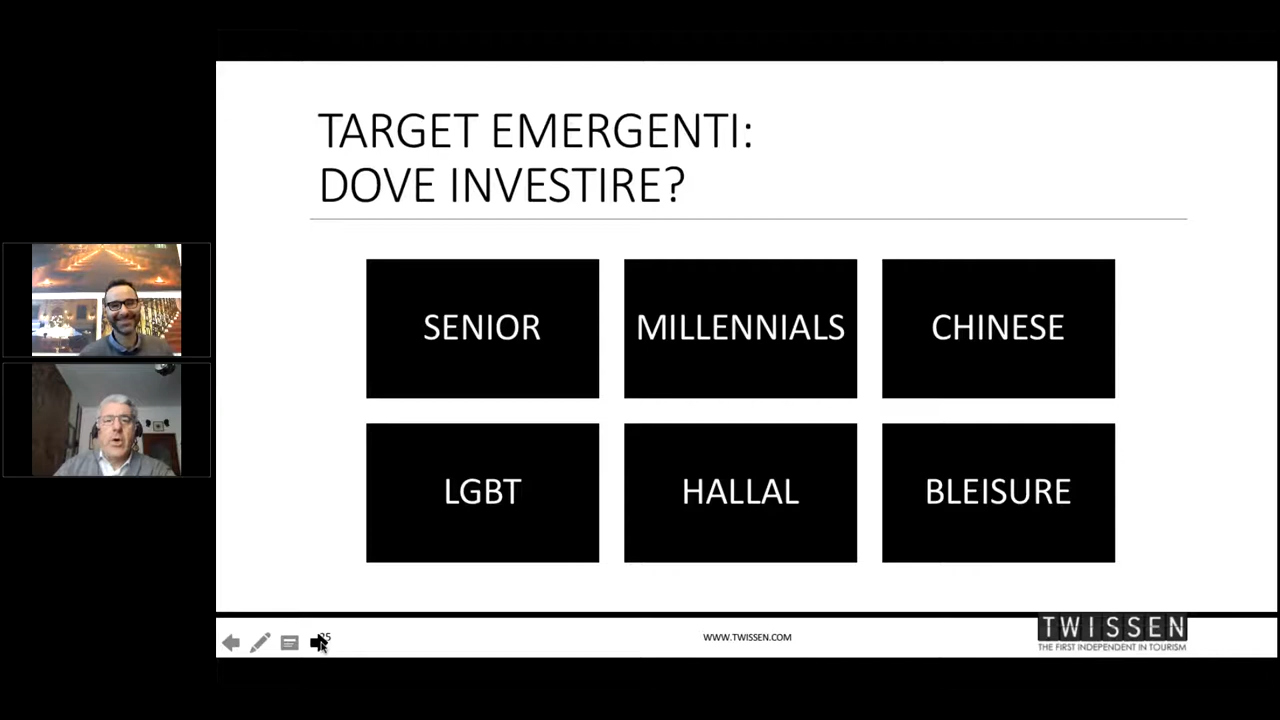 TARGET EMERGENTI:
DOVE INVESTIRE?
SENIOR
MILLENNIALS
CHINESE
LGBT
HALLAL
BLEISURE
WWW.TWISSEN.COM
TWISSEN
THE FIRST INDEPENDENT IN TOURISM